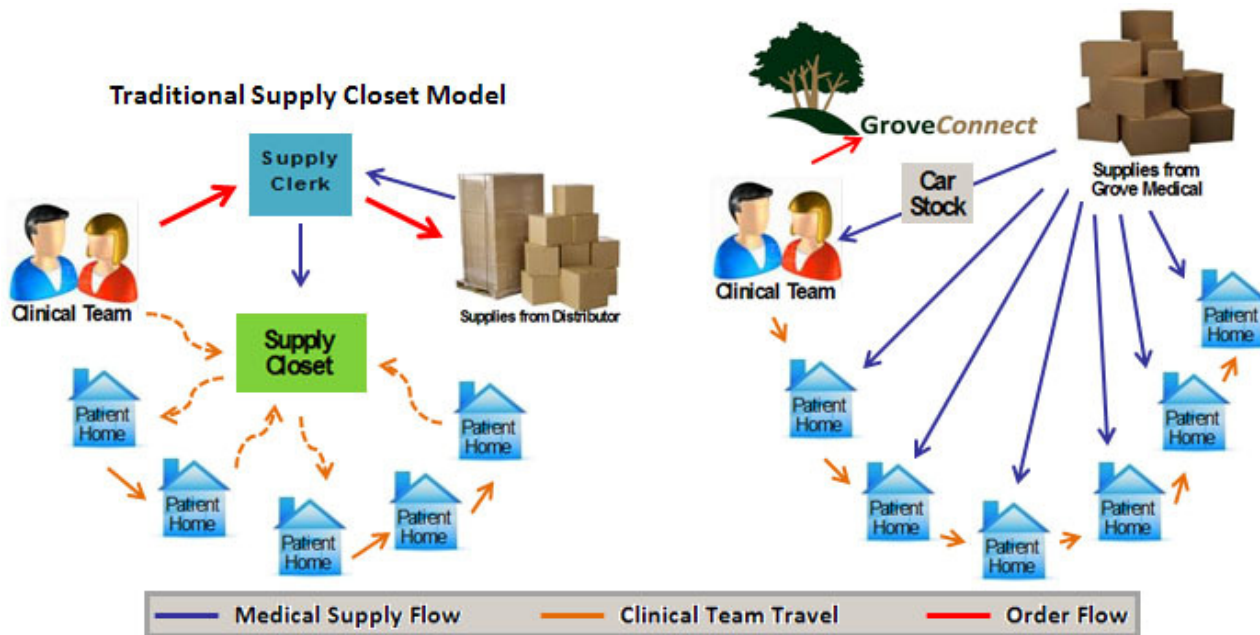 Traditional Supply Closet Model
Supply
Clerk
Clinical Team
Supplies from Distributor
Supply
Closet
Patient
Home
Patient
Home
Patient
Home
Patient
Home
Patient
Home
GroveConnect
Supplies from
Grove Medical
Car
Stock
Clinical Team
Patient
Home
Patient
Home
Patient
Home
Patient
Home
Patient
Home
Patient
Home
Medical Supply Flow
Clinical Team Travel
Order Flow